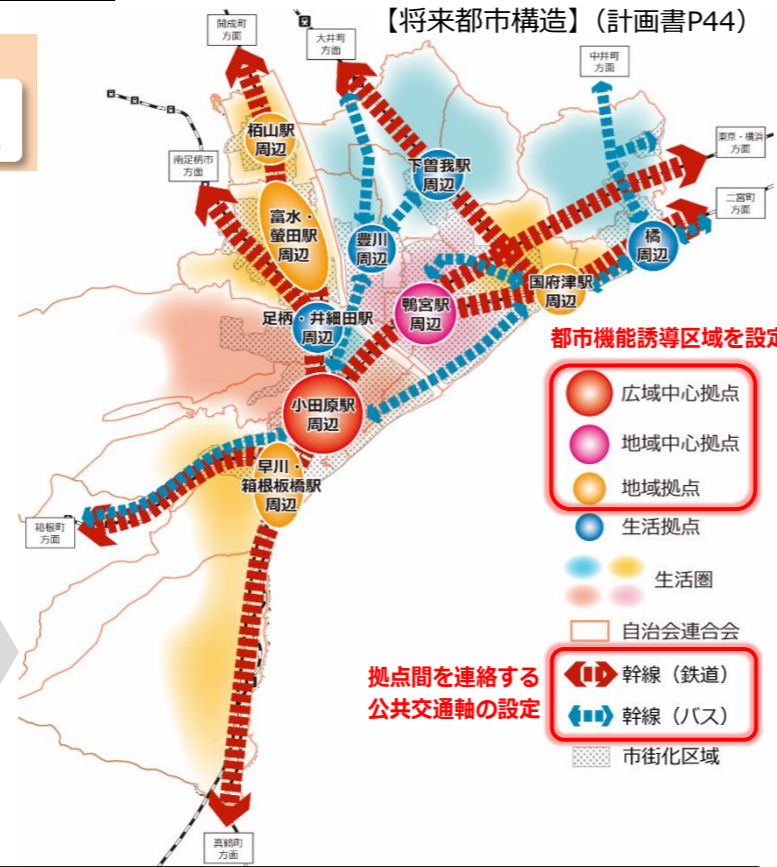 【将来都市構造】(計画書P44)
開成町
方面
大井町
方面
中井町
方面
東京・横浜
方面
二宮町
方面
南足柄市
方面
栢山駅
周辺
下曽我駅
周辺
富水・
螢田駅
周辺
豊川
周辺
橘
周辺
国府津駅
周辺
鴨宮駅
周辺
足柄・井細田駅
周辺
小田原駅
周辺
早川・
箱根板橋駅
周辺
箱根町
方面
真鶴町
方面
都市機能誘導区域を設定
広域中心拠点
地域中心拠点
地域拠点
生活拠点
生活圏
自治会連合会
拠点間を連絡する
公共交通軸の設定
幹線（鉄道）
幹線（バス）
市街化区域